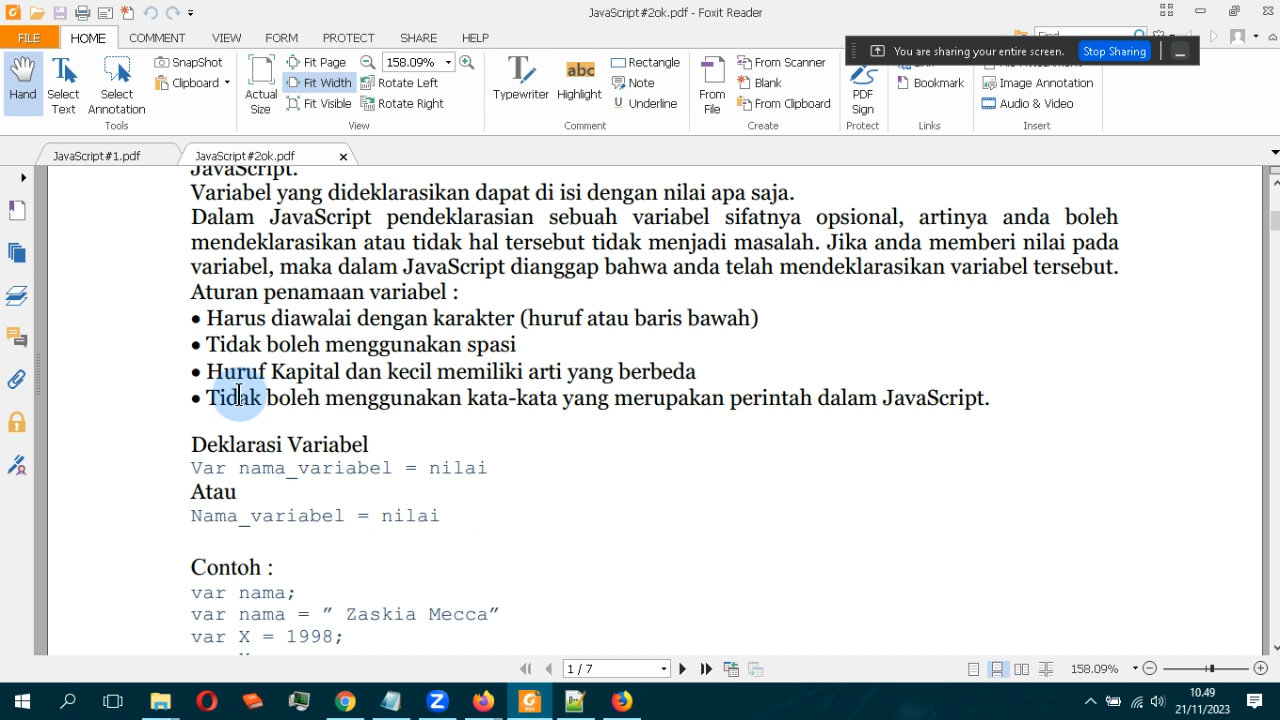 JavaScript#2ok.pdf - Foxit Reader
FILE
HOME
COMMENT
VIEW
FORM
PROTECT
SHARE
HELP
Find
You are sharing your entire screen.
Stop Sharing
Hand
Select
Text
Select
Annotation
SnapShot
Clipboard
Tools
Actual
Size
Fit Page
Fit Width
Fit Visible
158.09%
Rotate Left
Rotate Right
View
Typewriter
Highlight
Rectangle
Note
Underline
Comment
From
File
From Scanner
Blank
From Clipboard
Create
PDF
Sign
Protect
Bookmark
Links
Image Annotation
Audio & Video
Insert
JavaScript#1.pdf
JavaScript#2ok.pdf
JavaScript.
Variabel yang dideklarasikan dapat di isi dengan nilai apa saja.
Dalam JavaScript pendeklarasian sebuah variabel sifatnya opsional, artinya anda boleh
mendeklarasikan atau tidak hal tersebut tidak menjadi masalah. Jika anda memberi nilai pada
variabel, maka dalam JavaScript dianggap bahwa anda telah mendeklarasikan variabel tersebut.
Aturan penamaan variabel :
• Harus diawalai dengan karakter (huruf atau baris bawah)
• Tidak boleh menggunakan spasi
• Huruf Kapital dan kecil memiliki arti yang berbeda
• Tidak boleh menggunakan kata-kata yang merupakan perintah dalam JavaScript.
Deklarasi Variabel
Var nama_variabel = nilai
Atau
Nama_variabel = nilai
Contoh :
var nama;
var nama = ” Zaskia Mecca”
var X = 1998;
1 / 7
158.09%
10.49
21/11/2023